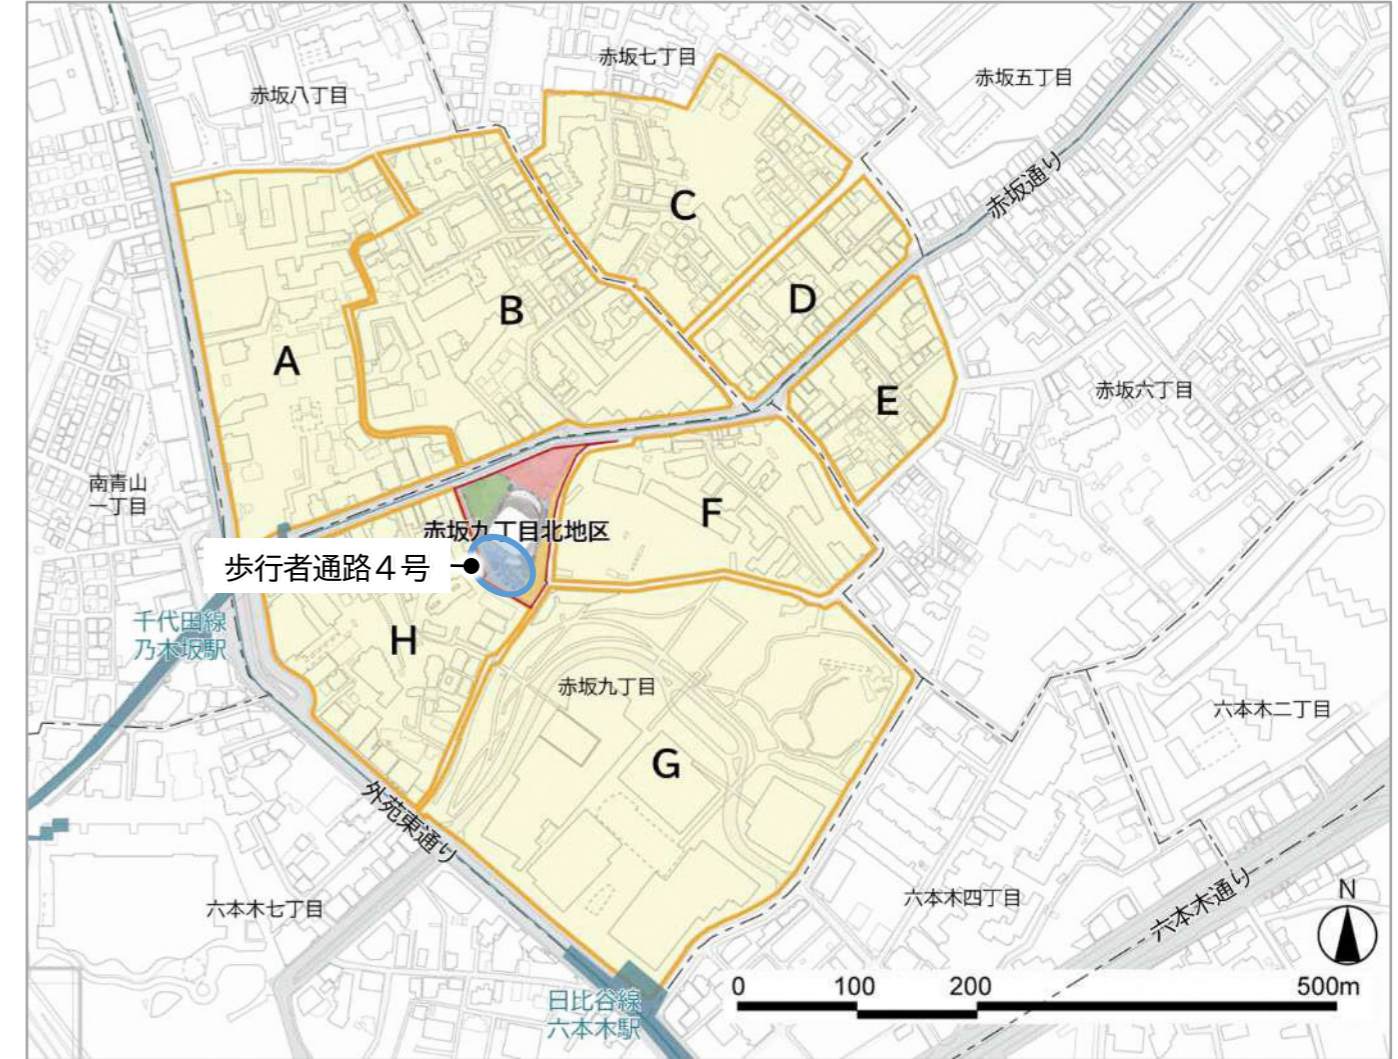 赤坂七丁目
赤坂五丁目
赤坂八丁目
赤坂通り
C
D
B
A
E
赤坂六丁目
南青山
一丁目
F
赤坂九丁目北地区
歩行者通路４号
千代田線
乃木坂駅
H
赤坂九丁目
六本木二丁目
G
外苑東通り
六本木七丁目
六本木四丁目
六本木通り
N
日比谷線
六本木駅
0 100 200 500m